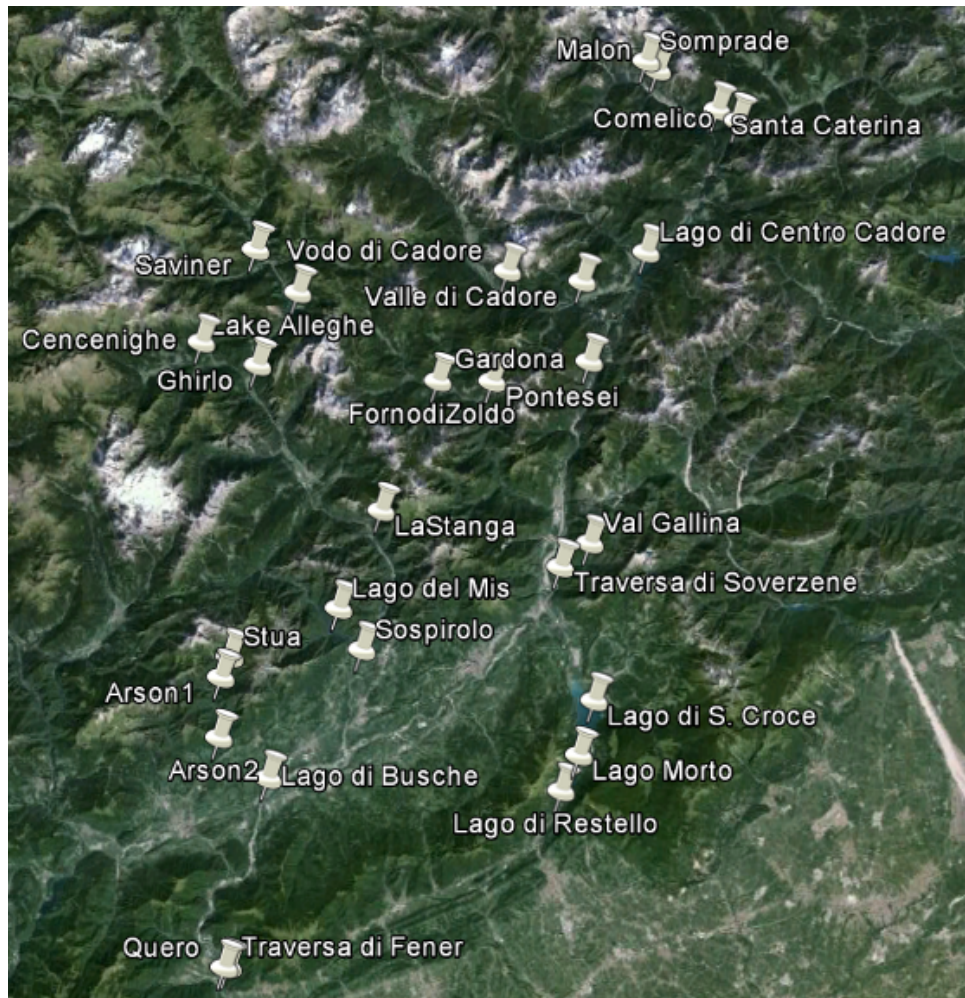 Malon
Somprade
Comelico
Santa Caterina
Lago di Centro Cadore
Saviner
Vodo di Cadore
Valle di Cadore
Cencenighe
Lake Alleghe
Ghirlo
Gardona
FornodiZoldo
Pontesei
LaStanga
Val Gallina
Traversa di Soverzene
Lago del Mis
Stua
Sospirolo
Arson1
Lago di S. Croce
Arson2
Lago di Busche
Lago Morto
Lago di Restello
Quero
Traversa di Fener